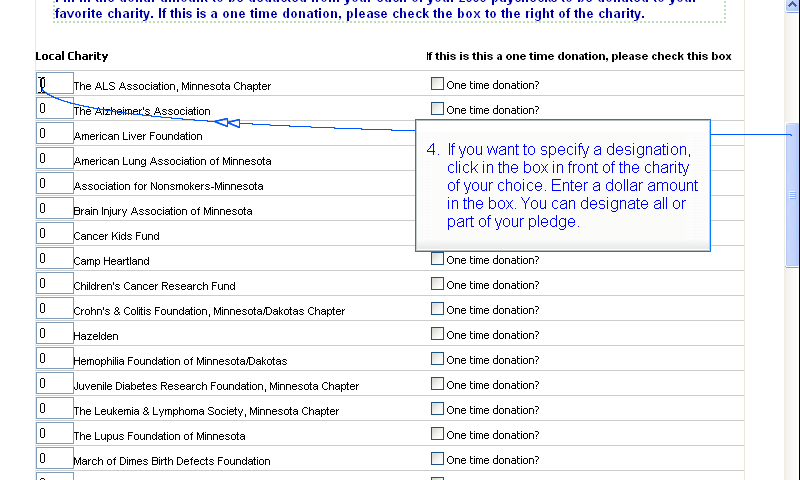 favorite charity. If this is a one time donation, please check the box to the right of the charity.
Local Charity If this is this a one time donation, please check this box
0 The ALS Association, Minnesota Chapter One time donation?
0 The Alzheimer's Association One time donation?
0 American Liver Foundation
0 American Lung Association of Minnesota
0 Association for Nonsmokers-Minnesota
0 Brain Injury Association of Minnesota
0 Cancer Kids Fund
4. If you want to specify a designation,
click in the box in front of the charity
of your choice. Enter a dollar amount
in the box. You can designate all or
part of your pledge.
0 Camp Heartland One time donation?
0 Children's Cancer Research Fund One time donation?
0 Crohn's & Colitis Foundation, Minnesota/Dakotas Chapter One time donation?
0 Hazelden One time donation?
0 Hemophilia Foundation of Minnesota/Dakotas One time donation?
0 Juvenile Diabetes Research Foundation, Minnesota Chapter One time donation?
0 The Leukemia & Lymphoma Society, Minnesota Chapter One time donation?
0 The Lupus Foundation of Minnesota One time donation?
0 March of Dimes Birth Defects Foundation One time donation?